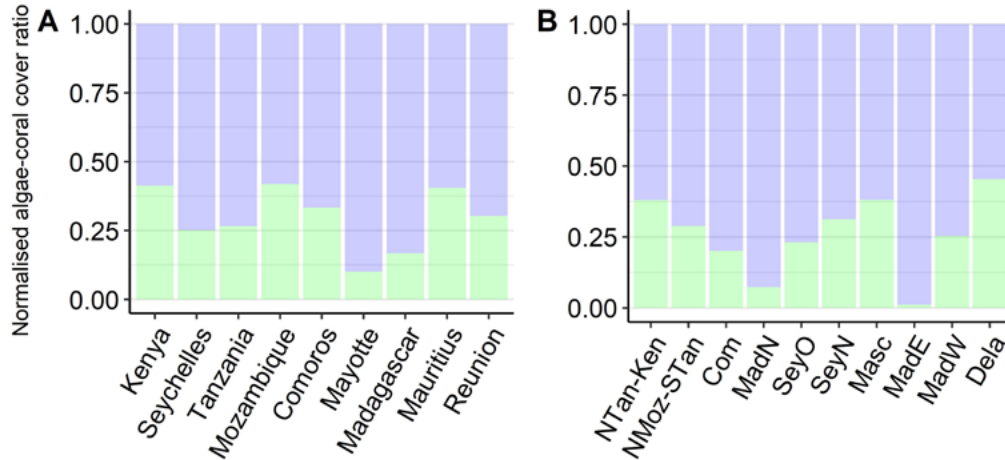 A
Normalised algae-coral cover ratio
1.00
0.75
0.50
0.25
0.00
Kenya
Seychelles
Tanzania
Mozambique
Comoros
Mayotte
Madagascar
Mauritius
Reunion
B
1.00
0.75
0.50
0.25
0.00
NTan-Ken
NMoz-STan
Com
MadN
SeyO
SeyN
Masc
MadE
MadW
Dela